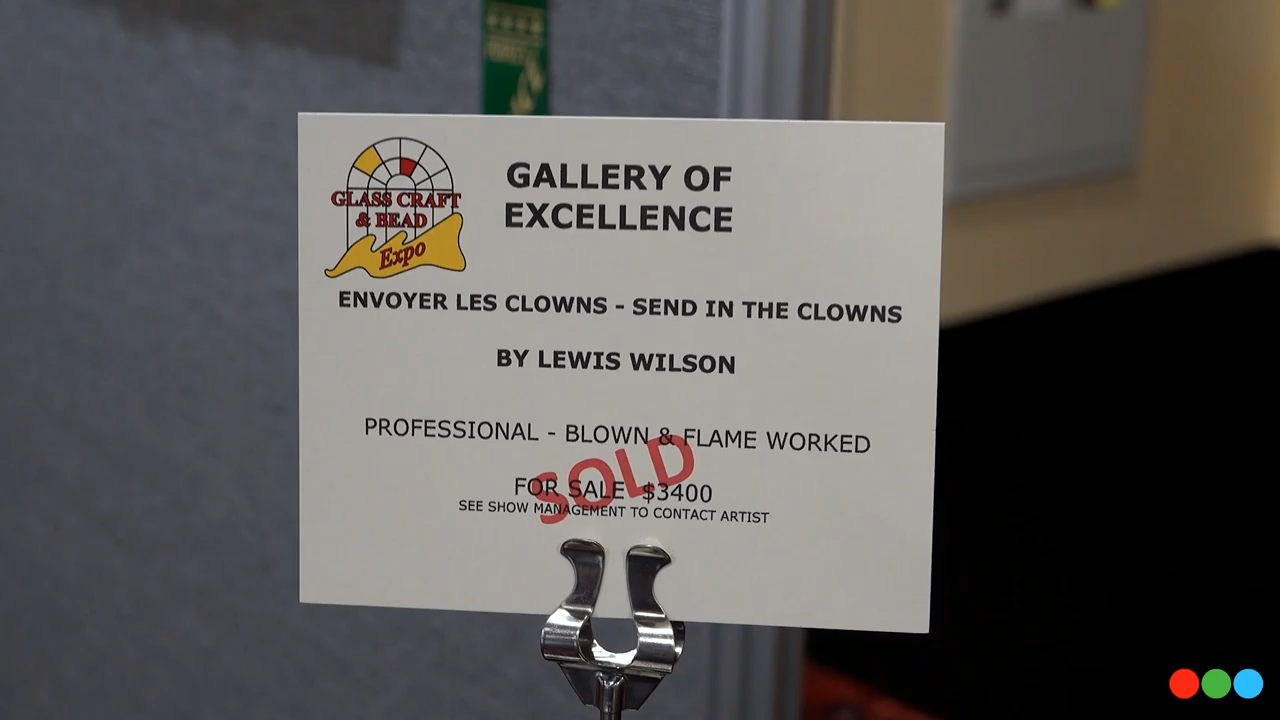 GLASS CRAFT
& BEAD
Expo
GALLERY OF
EXCELLENCE
ENVOYER LES CLOWNS - SEND IN THE CLOWNS
BY LEWIS WILSON
PROFESSIONAL - BLOWN & FLAME WORKED
SOLD
FOR SALE $3400
SEE SHOW MANAGEMENT TO CONTACT ARTIST